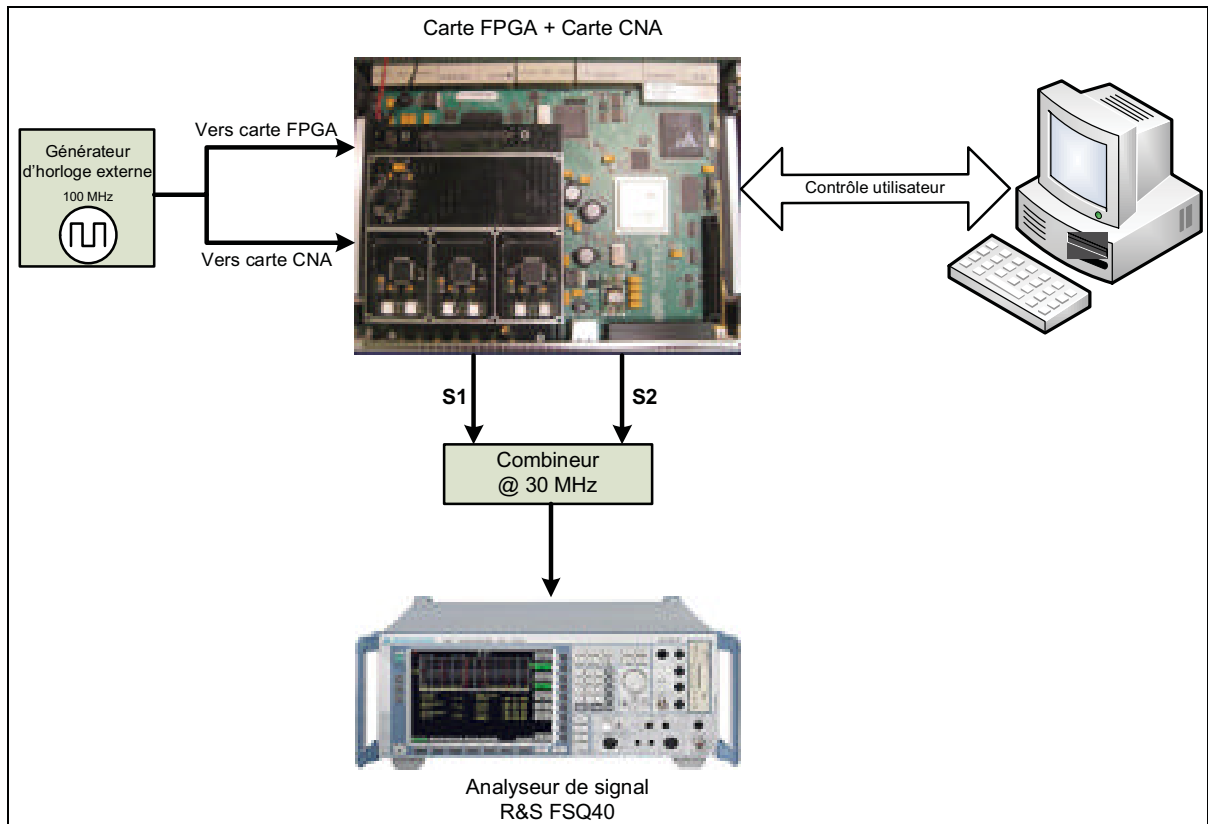 Carte FPGA + Carte CNA
Vers carte FPGA
Générateur
d'horloge externe
100 MHz
Contrôle utilisateur
Vers carte CNA
S1
S2
Combineur
@ 30 MHz
Analyseur de signal
R&S FSQ40